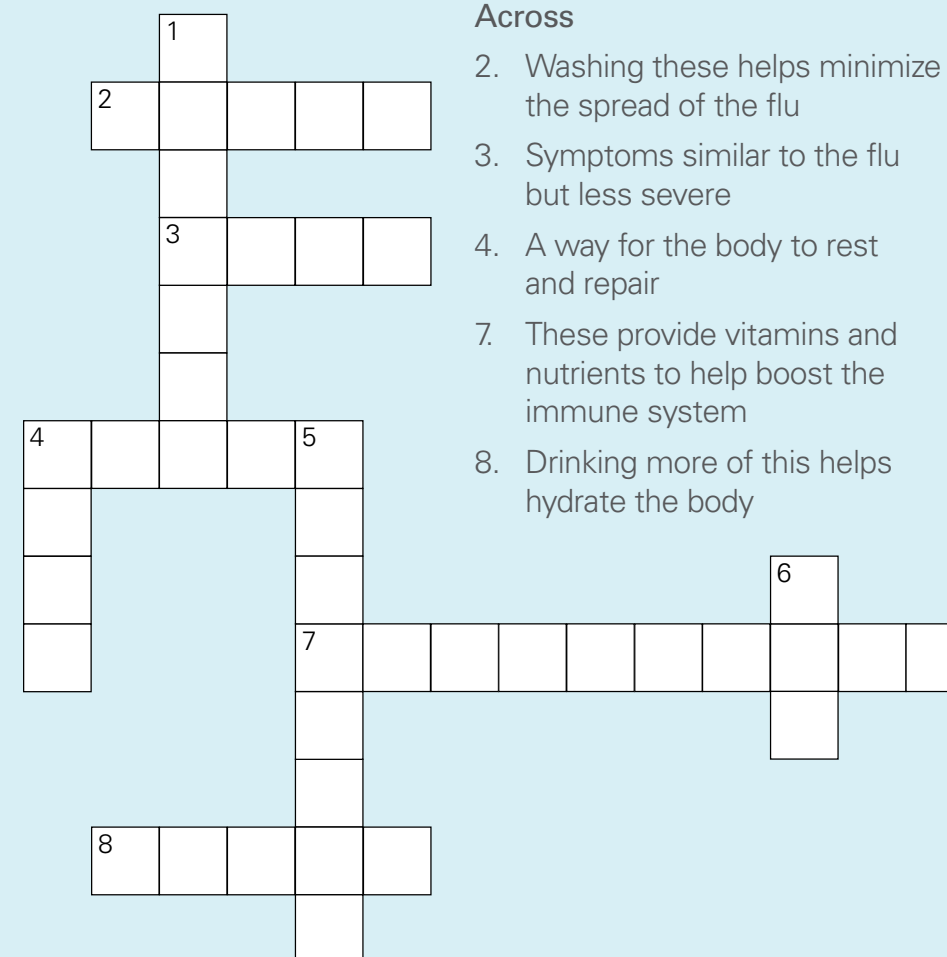 Across
2. Washing these helps minimize
the spread of the flu
3. Symptoms similar to the flu
but less severe
4. A way for the body to rest
and repair
7. These provide vitamins and
nutrients to help boost the
immune system
8. Drinking more of this helps
hydrate the body
1
2
3
4 5
6
7
8